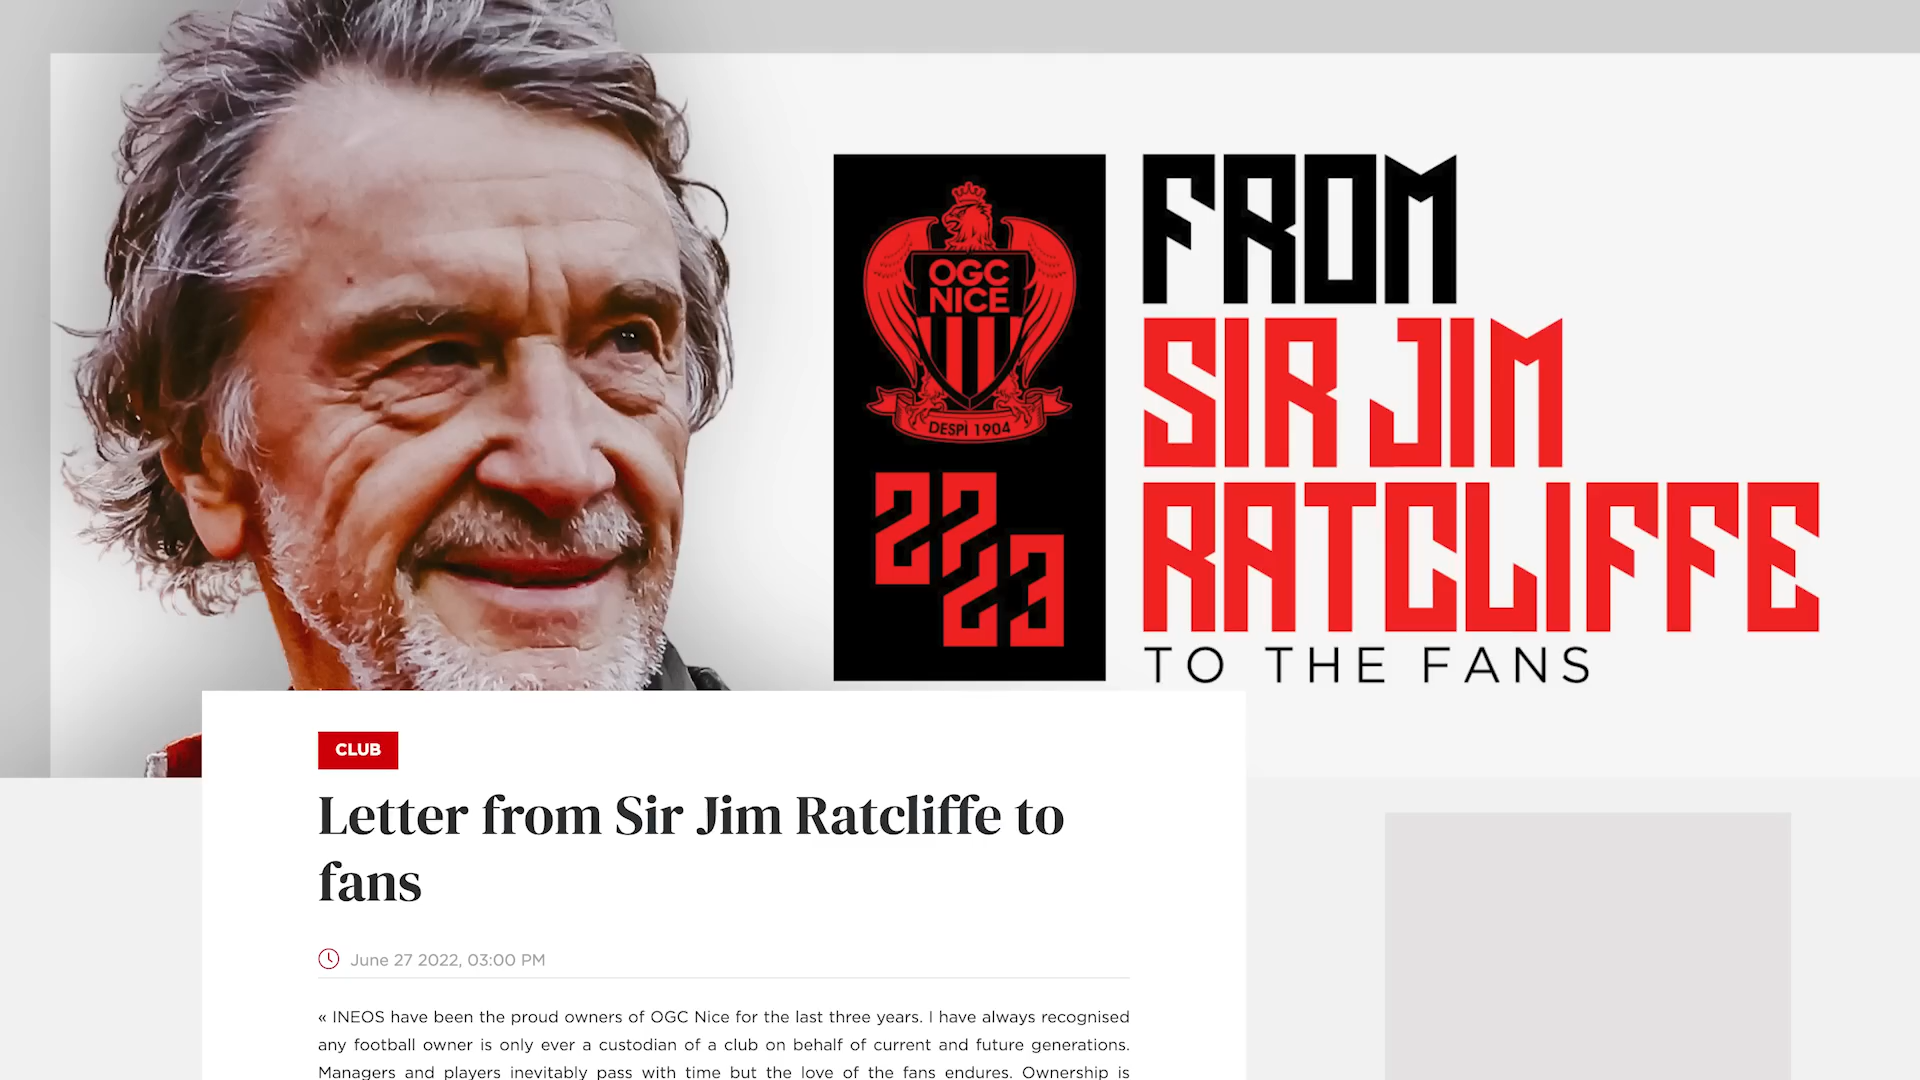 OGC
NICE
DESPI 1904
22
23
FROM
SIR JIM
RATCLIFFE
TO THE FANS
CLUB
Letter from Sir Jim Ratcliffe to
fans
June 27 2022, 03:00 PM
« INEOS have been the proud owners of OGC Nice for the last three years. I have always recognised
any football owner is only ever a custodian of a club on behalf of current and future generations.
Managers and players inevitably pass with time but the love of the fans endures. Ownership is